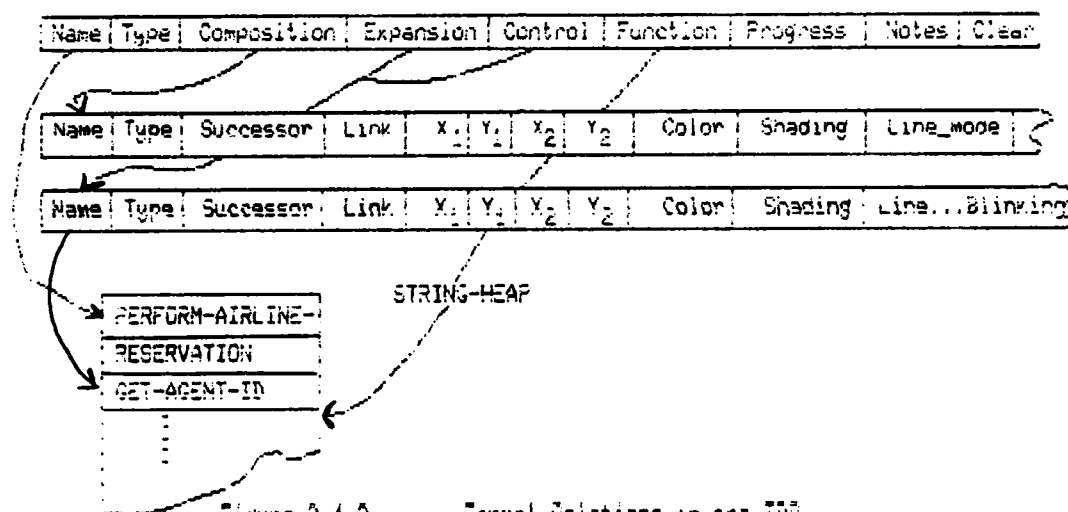 Name Type Composition Expansion Control Function Progress Notes Clear
Name Type Successor Link X1 Y1 X2 Y2 Color Shading Line_mode
Name Type Successor Link X1 Y1 X2 Y2 Color Shading Line...Blinking
STRING-HEAP
PERFORM-AIRLINE-
RESERVATION
GET-AGENT-ID
Figure